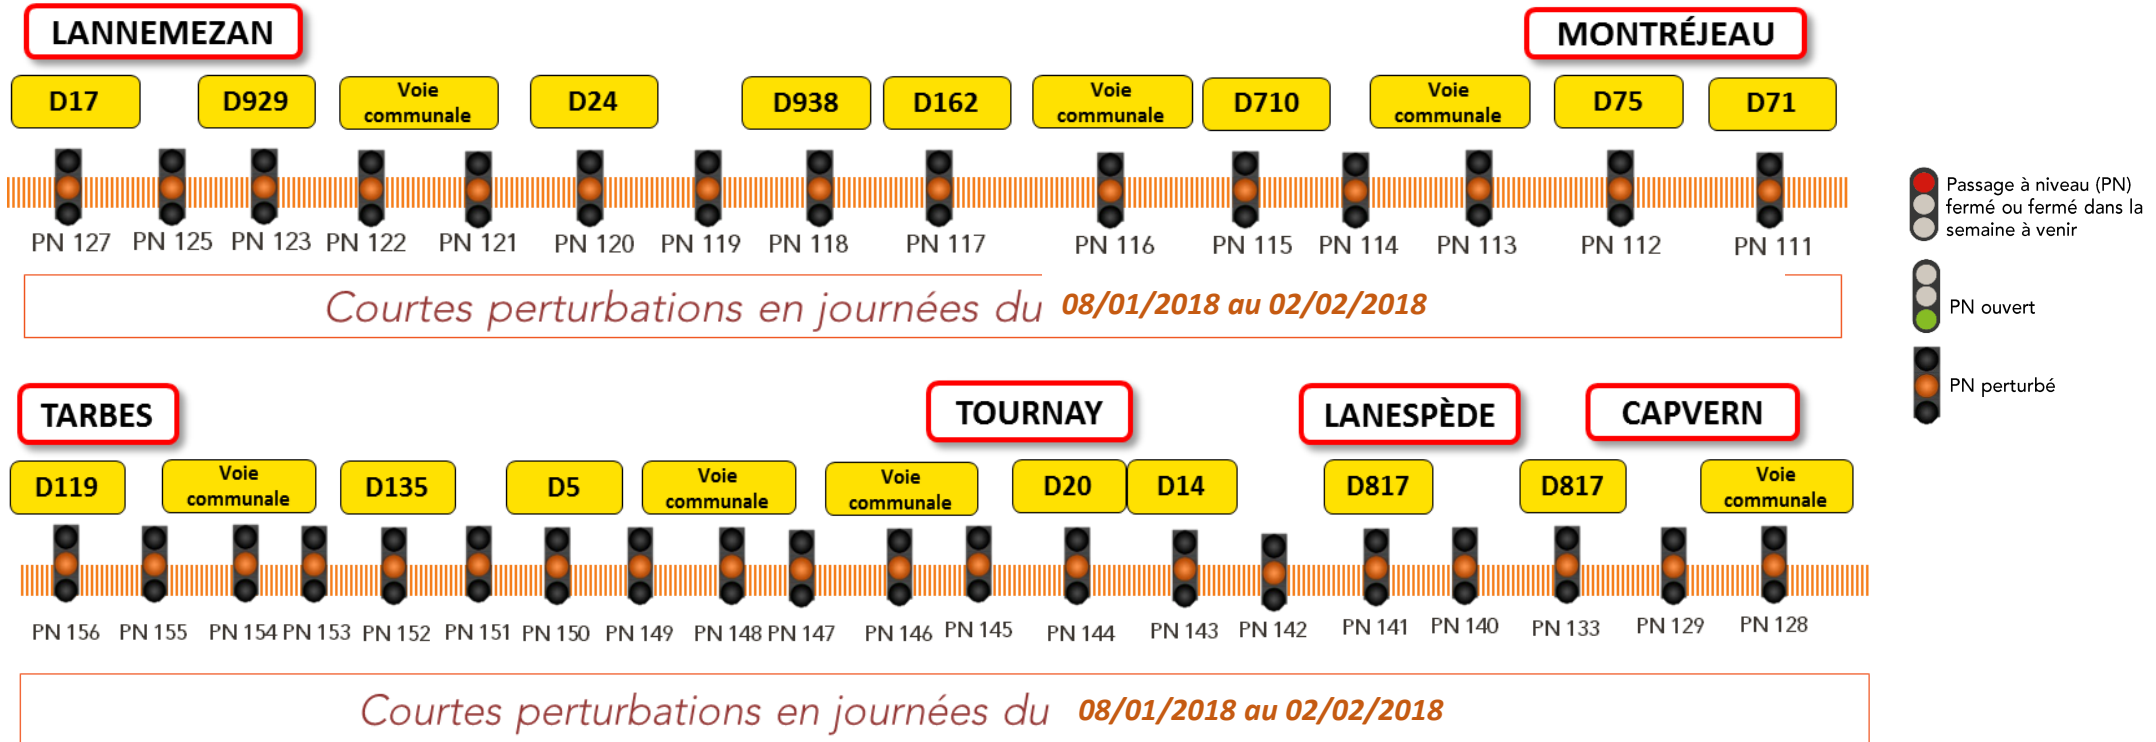 LANNEMEZAN
MONTRÉJEAU
D17
D929
Voie
communale
D24
D938
D162
Voie
communale
D710
Voie
communale
D75
D71
PN 127
PN 125
PN 123
PN 122
PN 121
PN 120
PN 119
PN 118
PN 117
PN 116
PN 115
PN 114
PN 113
PN 112
PN 111
Courtes perturbations en journées du 08/01/2018 au 02/02/2018
Passage à niveau (PN)
fermé ou fermé dans la
semaine à venir
PN ouvert
PN perturbé
TARBES
TOURNAY
LANESPÈDE
CAPVERN
D119
Voie
communale
D135
D5
Voie
communale
Voie
communale
D20
D14
D817
D817
Voie
communale
PN 156
PN 155
PN 154
PN 153
PN 152
PN 151
PN 150
PN 149
PN 148
PN 147
PN 146
PN 145
PN 144
PN 143
PN 142
PN 141
PN 140
PN 133
PN 129
PN 128
Courtes perturbations en journées du 08/01/2018 au 02/02/2018